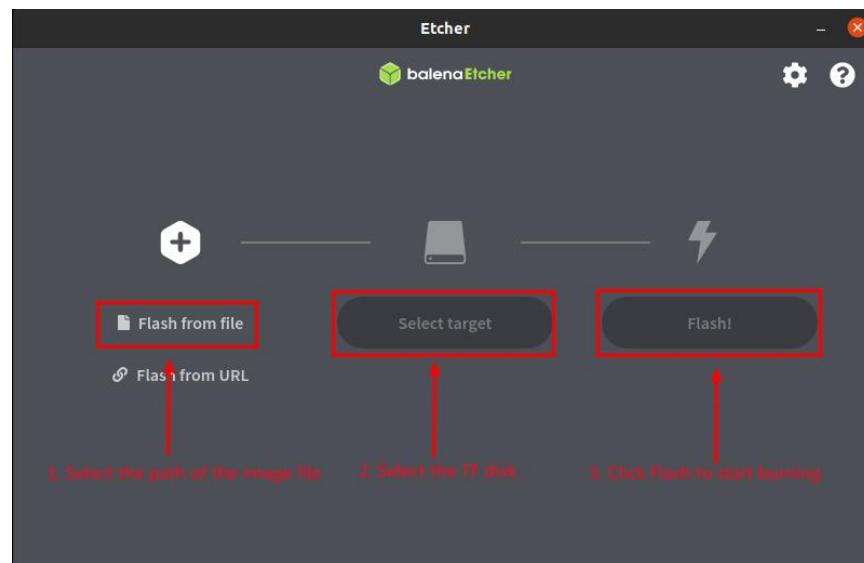 Etcher
balenaEtcher
Flash from file
Select target
Flash!
Flash from URL
1. Select the path of the image file
2. Select the TF disk
3. Click Flash to start burning